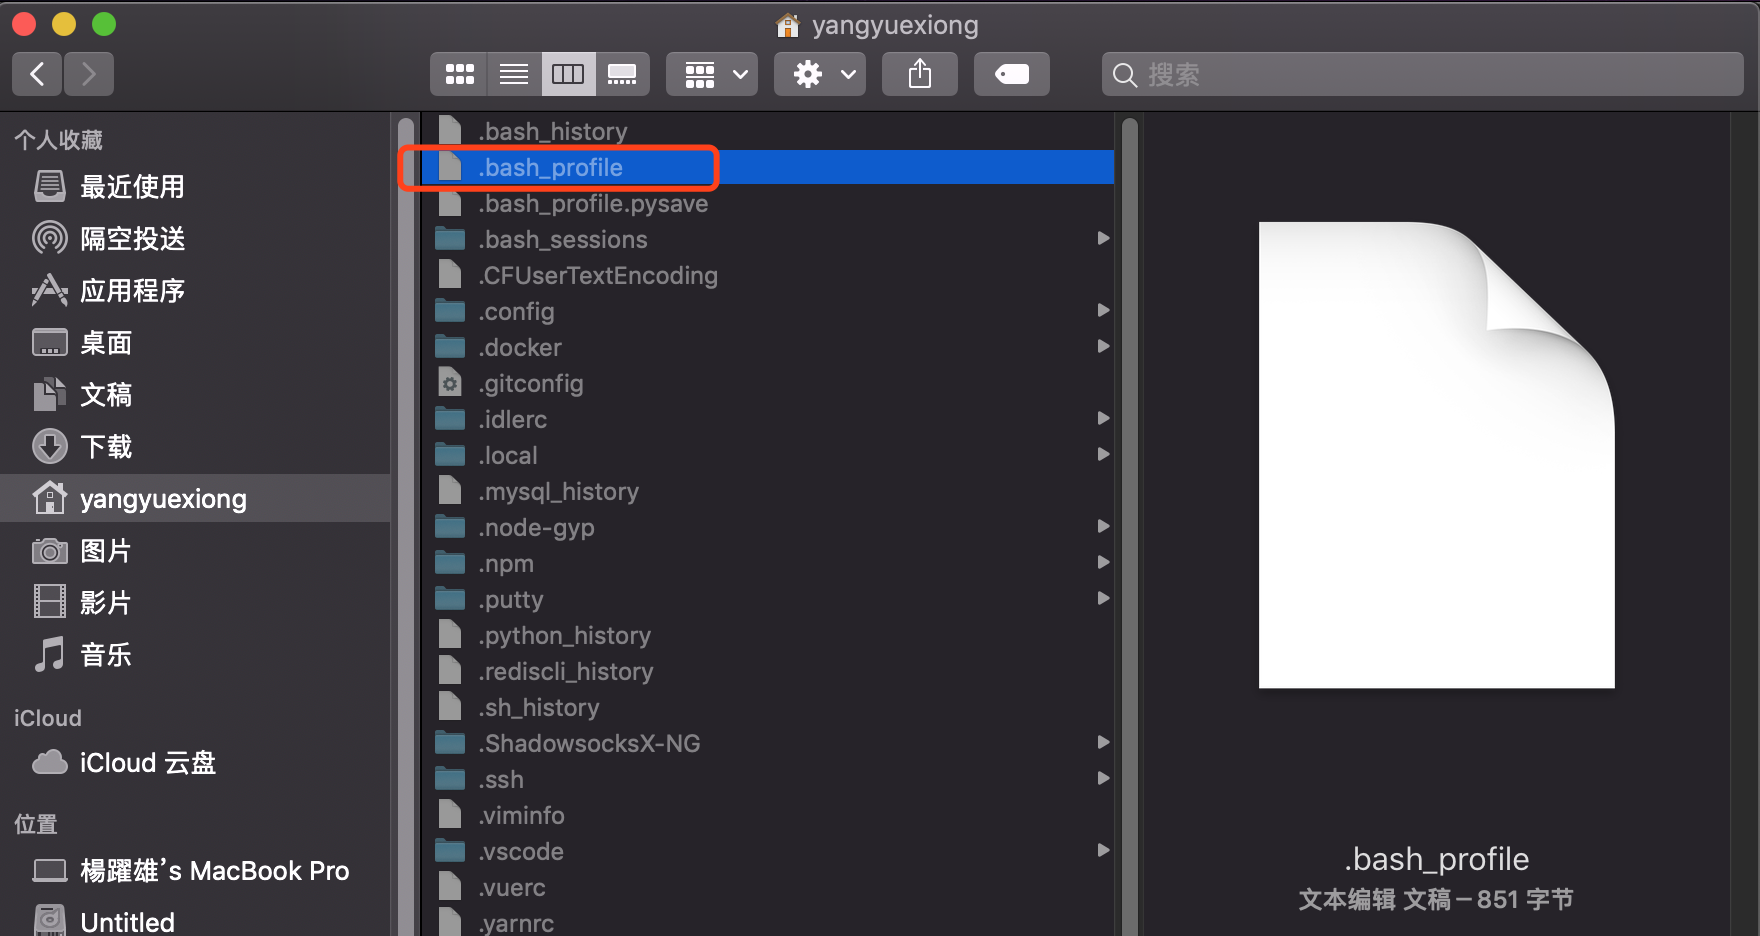 yangyuexiong
搜索
个人收藏
最近使用
隔空投送
应用程序
桌面
文稿
下载
yangyuexiong
图片
影片
音乐
iCloud
iCloud 云盘
位置
楊躍雄’s MacBook Pro
Untitled
.bash_history
.bash_profile
.bash_profile.pysave
.bash_sessions
.CFUserTextEncoding
.config
.docker
.gitconfig
.idlerc
.local
.mysql_history
.node-gyp
.npm
.putty
.python_history
.rediscli_history
.sh_history
.ShadowsocksX-NG
.ssh
.viminfo
.vscode
.vuerc
.yarnrc
.bash_profile
文本编辑 文稿 – 851 字节